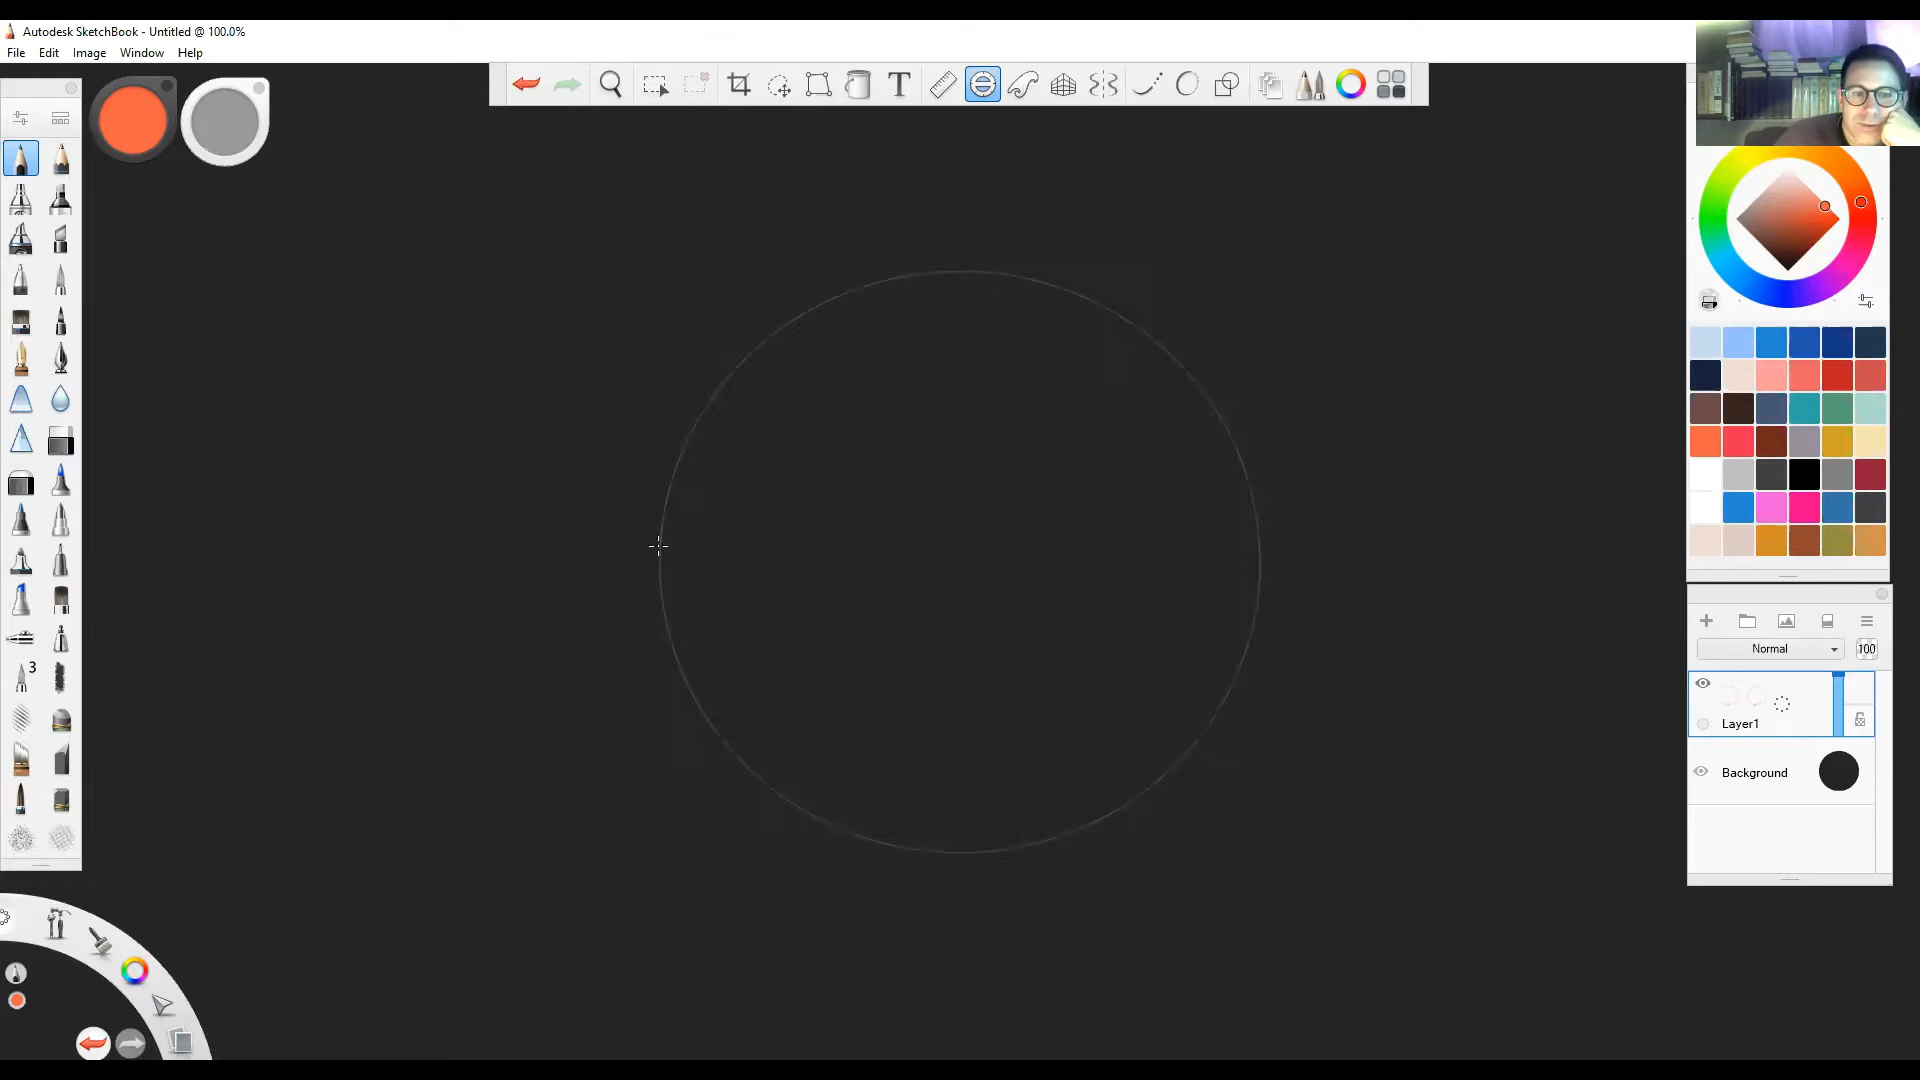 Autodesk SketchBook - Untitled @ 100.0%
File Edit Image Window Help
T
Normal 100
Layer1
Background
3